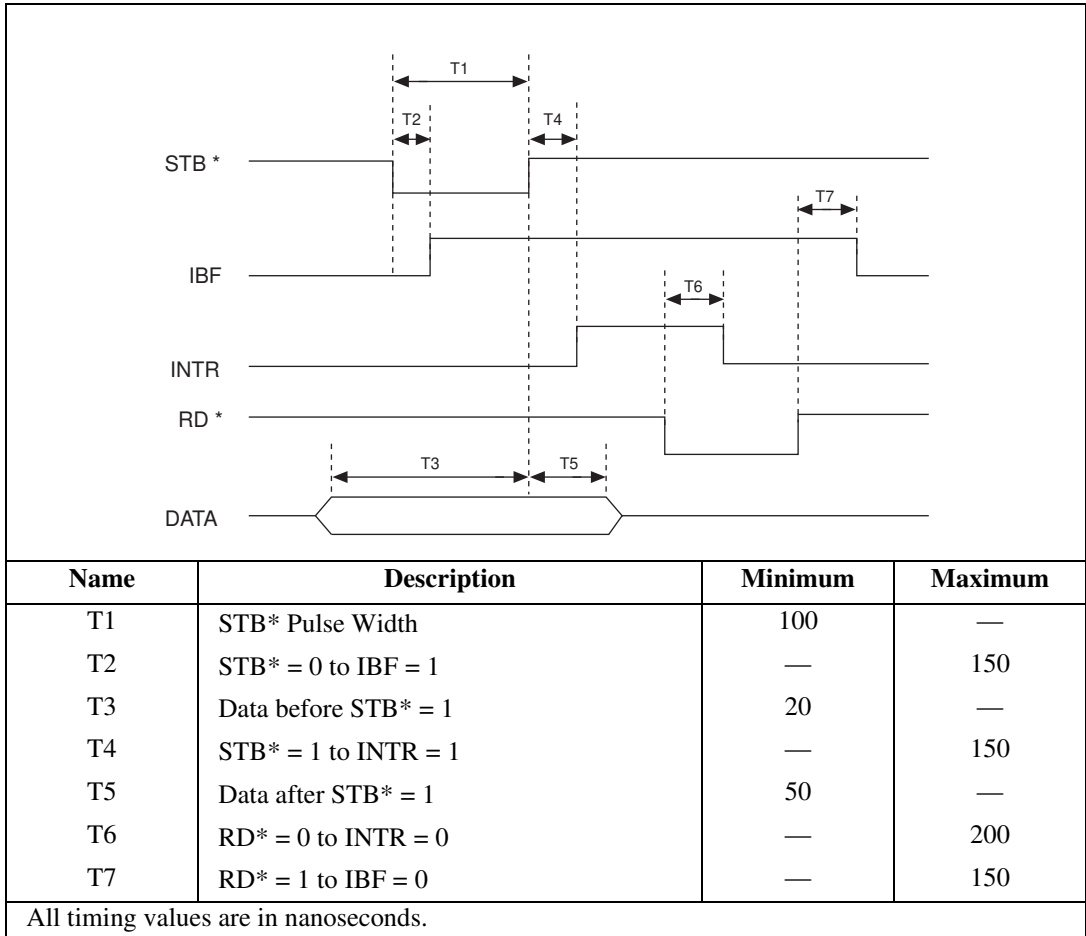 T1
T2 T4
STB *
T7
IBF
T6
INTR
RD *
T3 T5
DATA
Name Description Minimum Maximum
T1 STB* Pulse Width 100 —
T2 STB* = 0 to IBF = 1 — 150
T3 Data before STB* = 1 20 —
T4 STB* = 1 to INTR = 1 — 150
T5 Data after STB* = 1 50 —
T6 RD* = 0 to INTR = 0 — 200
T7 RD* = 1 to IBF = 0 — 150
All timing values are in nanoseconds.